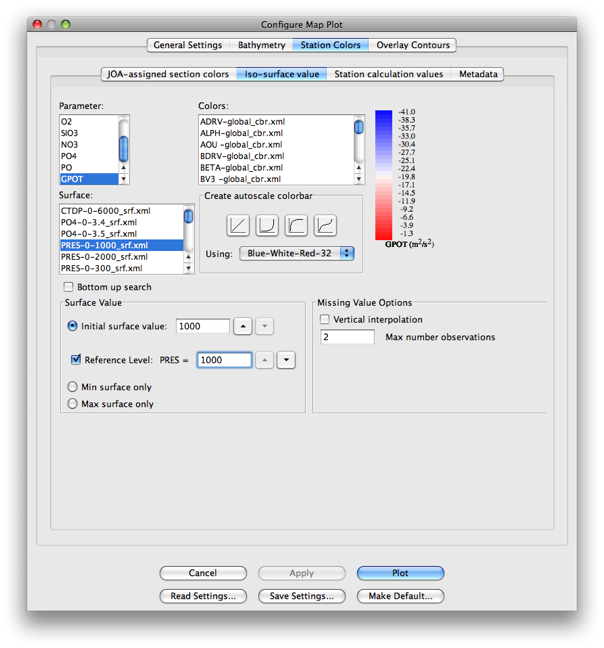 Configure Map Plot
General Settings Bathymetry Station Colors Overlay Contours
JOA-assigned section colors Iso-surface value Station calculation values Metadata
Parameter:
O2
SIO3
NO3
PO4
PO
GPOT
Colors:
ADRV-global_cbr.xml
ALPH-global_cbr.xml
AOU -global_cbr.xml
BDRV-global_cbr.xml
BETA-global_cbr.xml
BV3 -global_cbr.xml
-41.0
-38.3
-35.7
-33.0
-30.4
-27.7
-25.1
-22.4
-19.8
-17.1
-14.5
-11.9
-9.2
-6.6
-3.9
-1.3
GPOT (m²/s²)
Surface:
CTDP-0-6000_srf.xml
PO4-0-3.4_srf.xml
PO4-0-3.5_srf.xml
PRES-0-1000_srf.xml
PRES-0-2000_srf.xml
PRES-0-300_srf.xml
Create autoscale colorbar
Using: Blue-White-Red-32
Bottom up search
Surface Value
Initial surface value: 1000
Reference Level: PRES = 1000
Min surface only
Max surface only
Missing Value Options
Vertical interpolation
2 Max number observations
Cancel Apply Plot
Read Settings... Save Settings... Make Default...